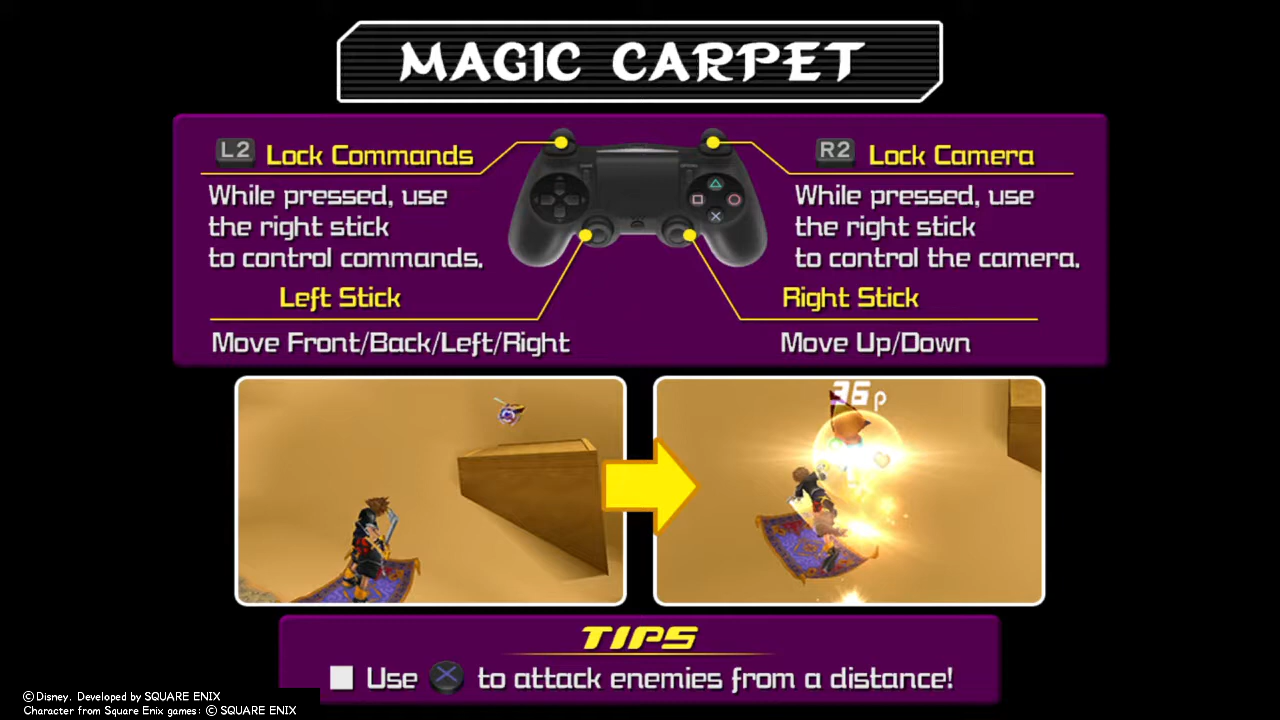 MAGIC CARPET
L2 Lock Commands
While pressed, use
the right stick
to control commands.
Left Stick
Move Front/Back/Left/Right
R2 Lock Camera
While pressed, use
the right stick
to control the camera.
Right Stick
Move Up/Down
36p
TIPS
Use to attack enemies from a distance!
©Disney. Developed by SQUARE ENIX
Character from Square Enix games: © SQUARE ENIX